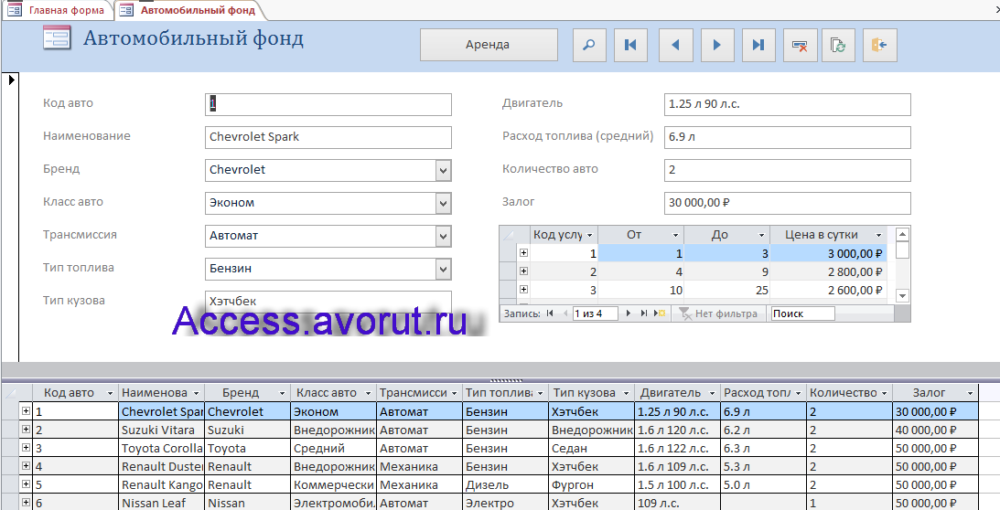 Главная форма
Автомобильный фонд
Автомобильный фонд
Аренда
Код авто 1
Наименование Chevrolet Spark
Бренд Chevrolet
Класс авто Эконом
Трансмиссия Автомат
Тип топлива Бензин
Тип кузова Хэтчбек
Двигатель 1.25 л 90 л.с.
Расход топлива (средний) 6.9 л
Количество авто 2
Залог 30 000,00 ₽
Код услу От До Цена в сутки
1 1 3 3 000,00 ₽
2 4 9 2 800,00 ₽
3 10 25 2 600,00 ₽
Запись: 1 из 4 Нет фильтра Поиск
Access.avorut.ru
Код авто Наименова Бренд Класс авто Трансмисси Тип топлива Тип кузова Двигатель Расход топл Количество Залог
1 Chevrolet Spar Chevrolet Эконом Автомат Бензин Хэтчбек 1.25 л 90 л.с. 6.9 л 2 30 000,00 ₽
2 Suzuki Vitara Suzuki Внедорожник Автомат Бензин Внедорожник 1.6 л 120 л.с. 6.2 л 2 40 000,00 ₽
3 Toyota Corolla Toyota Средний Автомат Бензин Седан 1.6 л 122 л.с. 6.3 л 2 50 000,00 ₽
4 Renault Duster Renault Внедорожник Механика Бензин Хэтчбек 1.6 л 109 л.с. 5.3 л 2 50 000,00 ₽
5 Renault Kango Renault Коммерчески Механика Дизель Фургон 1.5 л 100 л.с. 5.0 л 2 50 000,00 ₽
6 Nissan Leaf Nissan Электромоби. Автомат Электро Хэтчбек 109 л.с. 1 50 000,00 ₽